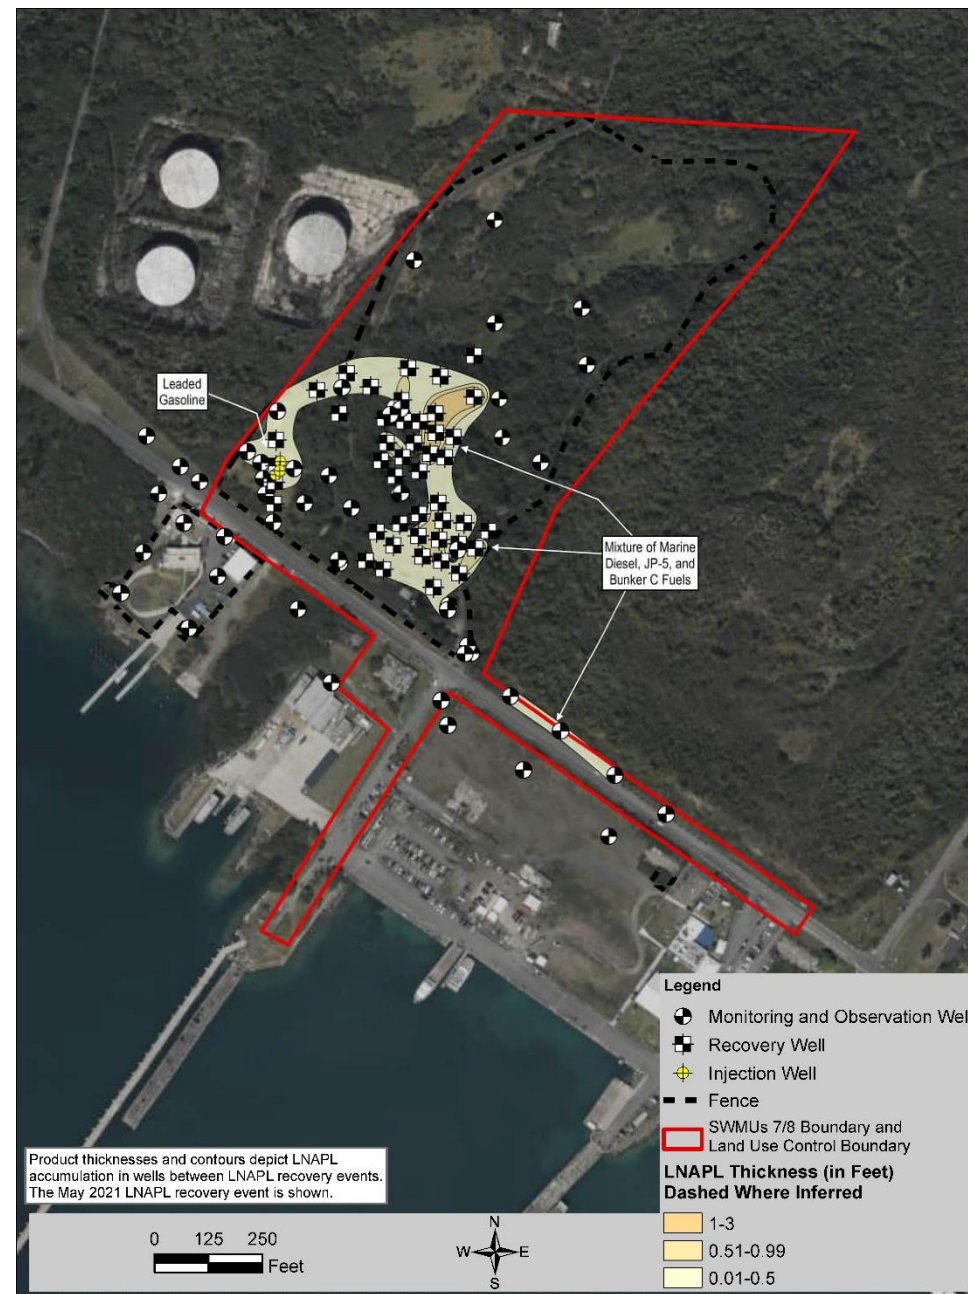 Leaded
Gasoline
Mixture of Marine
Diesel, JP-5, and
Bunker C Fuels
Legend
Monitoring and Observation Wel
Recovery Well
Injection Well
Fence
SWMUs 7/8 Boundary and
Land Use Control Boundary
LNAPL Thickness (in Feet)
Dashed Where Inferred
1-3
0.51-0.99
0.01-0.5
Product thicknesses and contours depict LNAPL
accumulation in wells between LNAPL recovery events.
The May 2021 LNAPL recovery event is shown.
0 125 250
Feet
N
W E
S